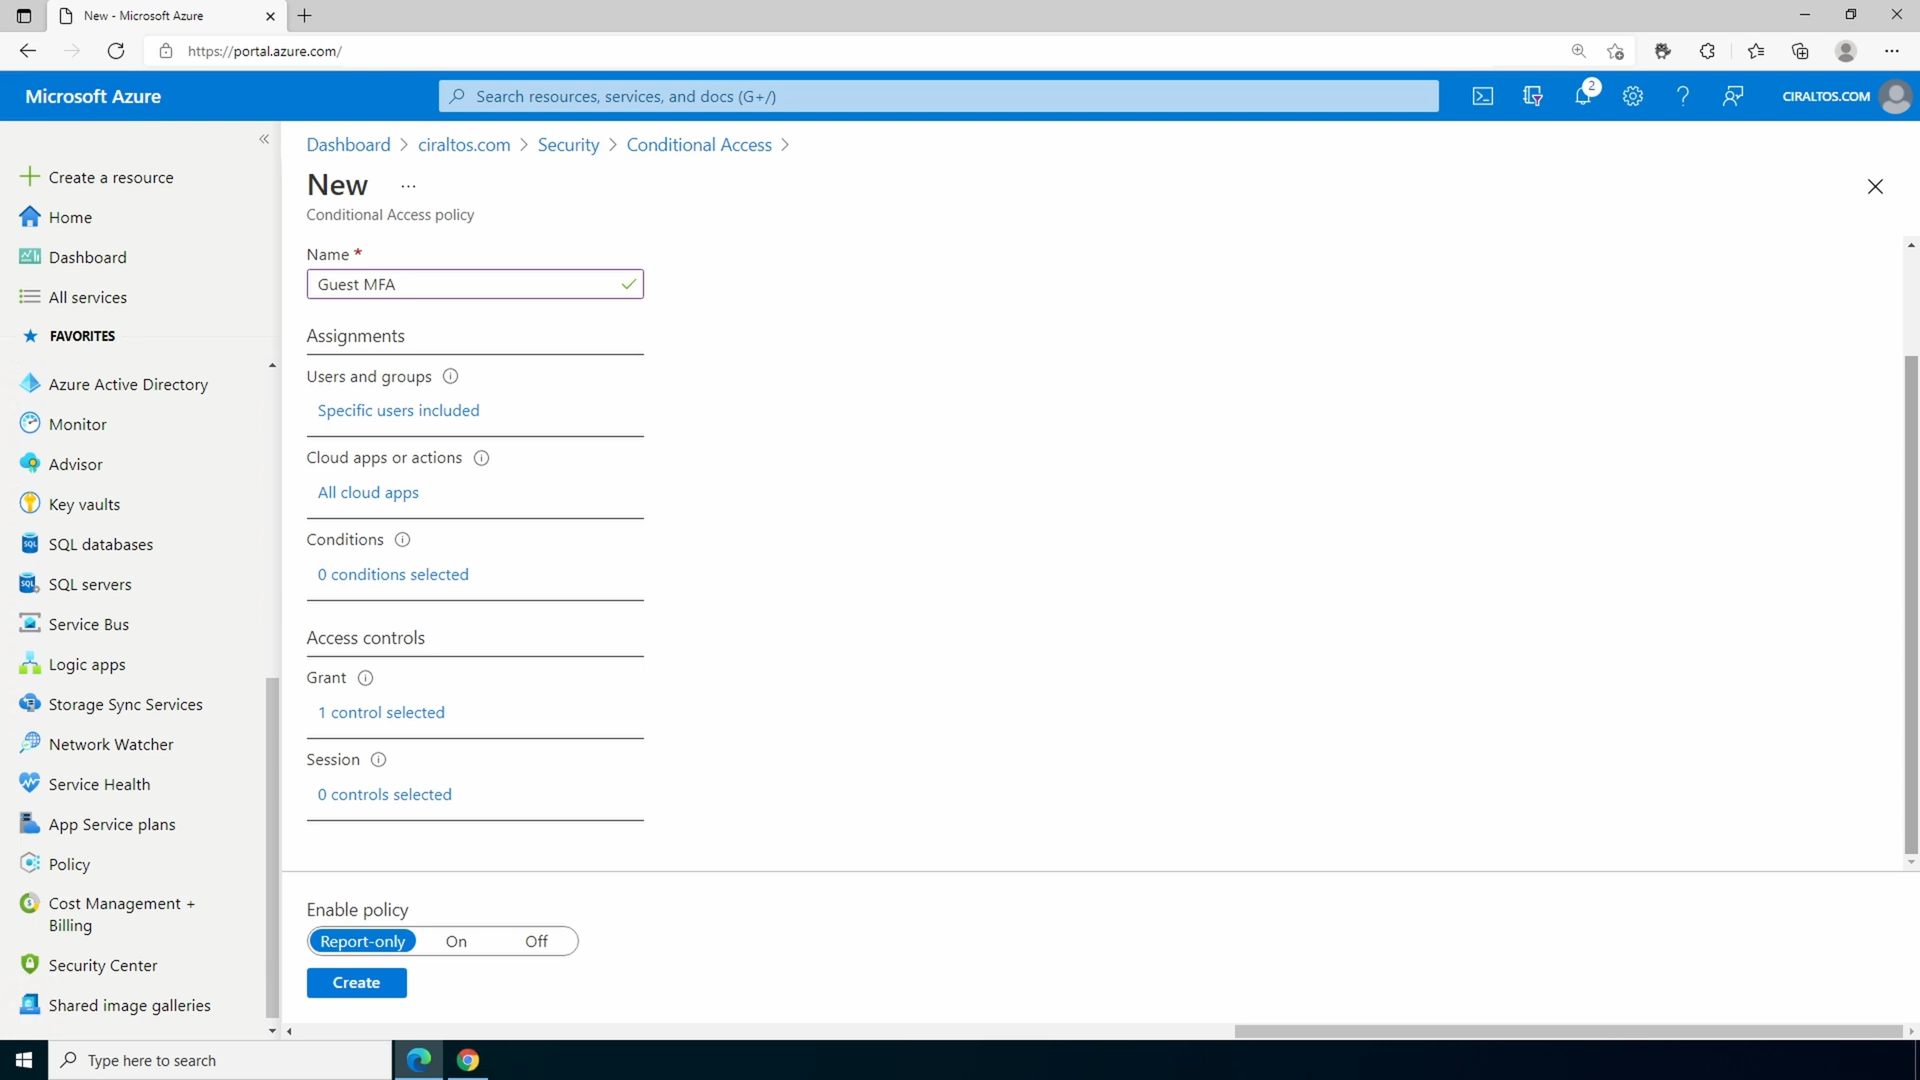 New - Microsoft Azure
https://portal.azure.com/
Microsoft Azure
Search resources, services, and docs (G+/)
2
CIRALTOS.COM
Create a resource
Home
Dashboard
All services
FAVORITES
Azure Active Directory
Monitor
Advisor
Key vaults
SQL databases
SQL servers
Service Bus
Logic apps
Storage Sync Services
Network Watcher
Service Health
App Service plans
Policy
Cost Management +
Billing
Security Center
Shared image galleries
Dashboard > ciraltos.com > Security > Conditional Access >
New ...
Conditional Access policy
Name *
Guest MFA
Assignments
Users and groups
Specific users included
Cloud apps or actions
All cloud apps
Conditions
0 conditions selected
Access controls
Grant
1 control selected
Session
0 controls selected
Enable policy
Report-only On Off
Create
Type here to search